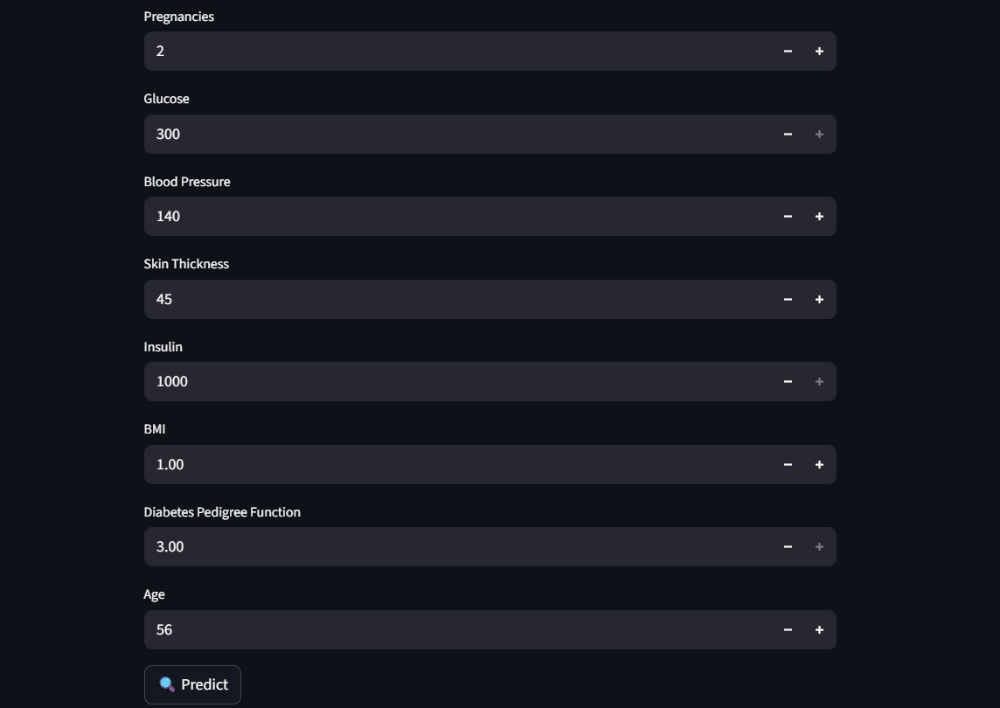 Pregnancies
2
Glucose
300
Blood Pressure
140
Skin Thickness
45
Insulin
1000
BMI
1.00
Diabetes Pedigree Function
3.00
Age
56
Predict